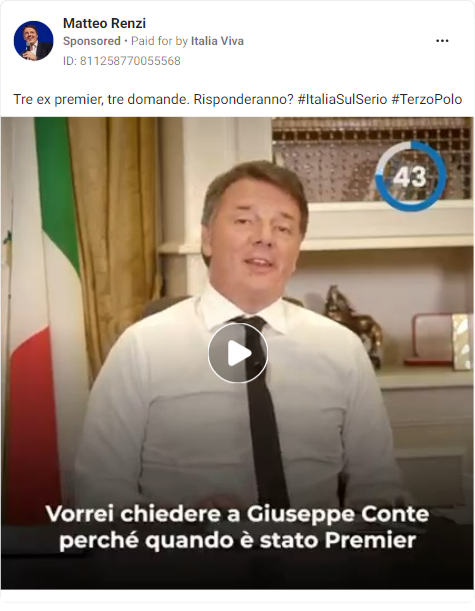 Matteo Renzi
Sponsored • Paid for by Italia Viva
ID: 811258770055568
Tre ex premier, tre domande. Risponderanno? #ItaliaSulSerio #TerzoPolo
43
Vorrei chiedere a Giuseppe Conte
perché quando è stato Premier